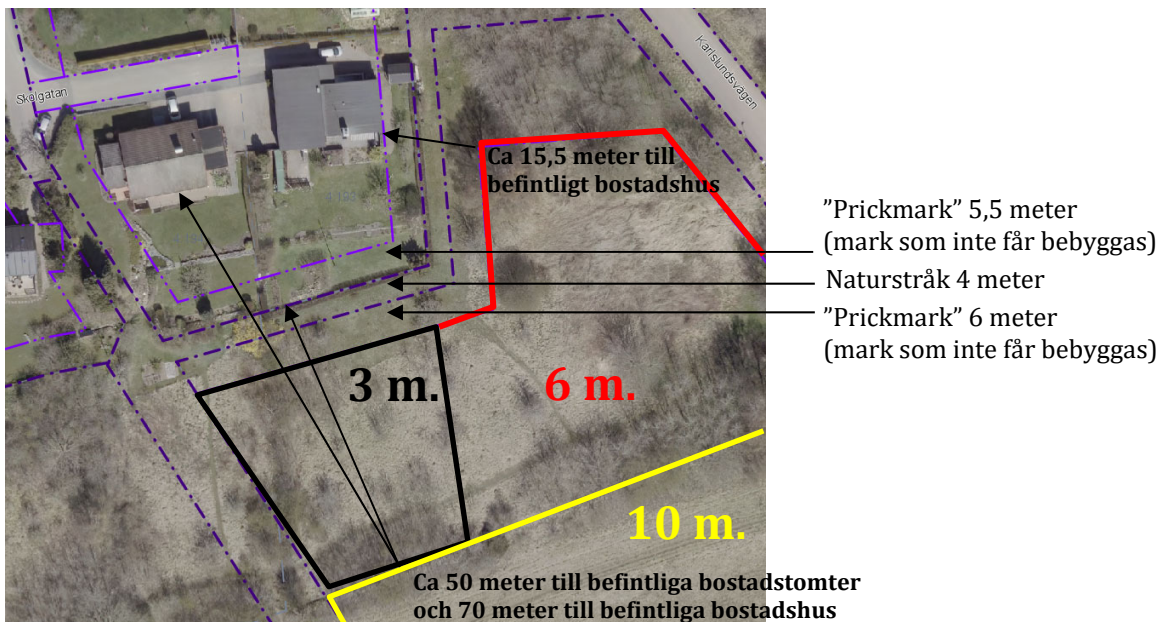 Skolgatan
Karlslundsvägen
Ca 15,5 meter till
befintligt bostadshus
”Prickmark” 5,5 meter
(mark som inte får bebyggas)
Naturstråk 4 meter
”Prickmark” 6 meter
(mark som inte får bebyggas)
3 m.
6 m.
10 m.
Ca 50 meter till befintliga bostadstomter
och 70 meter till befintliga bostadshus